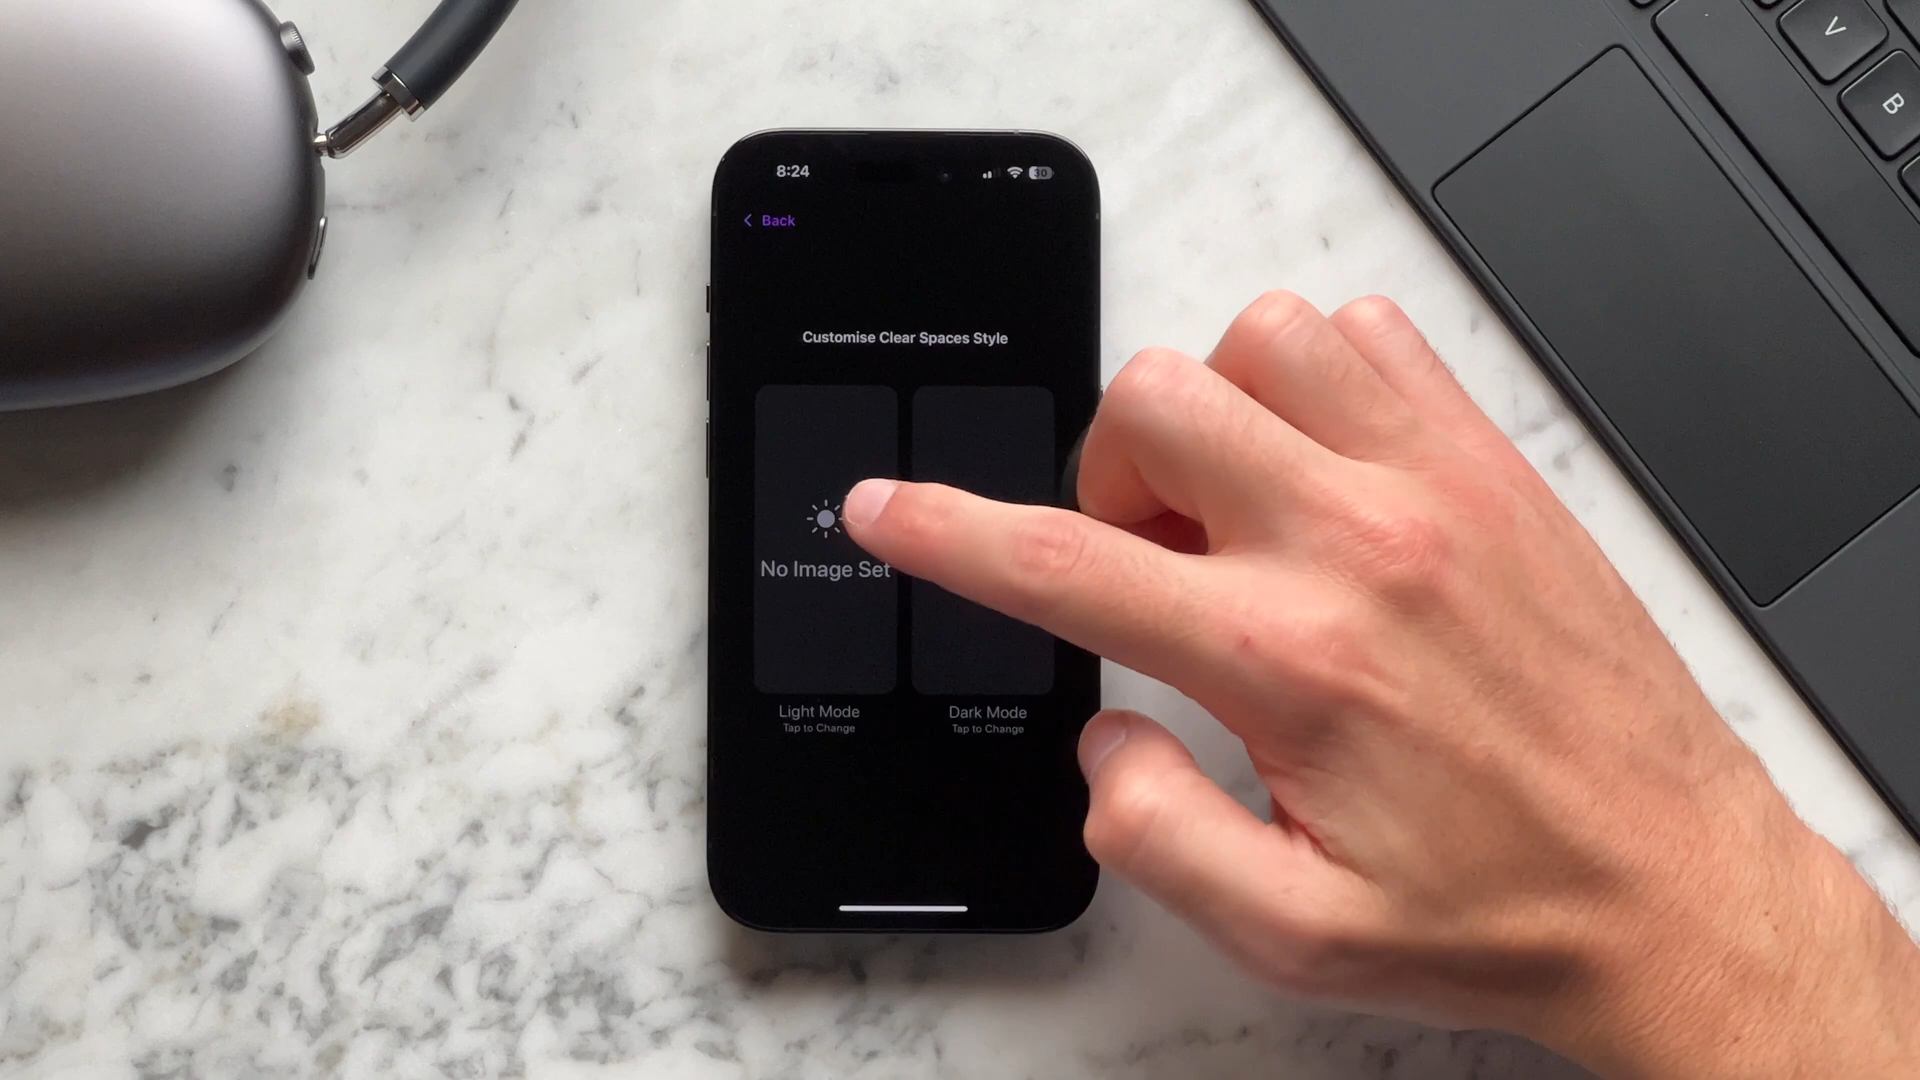 8:24
30
Back
Customise Clear Spaces Style
No Image Set
Light Mode
Dark Mode
Tap to Change
Tap to Change
V
B